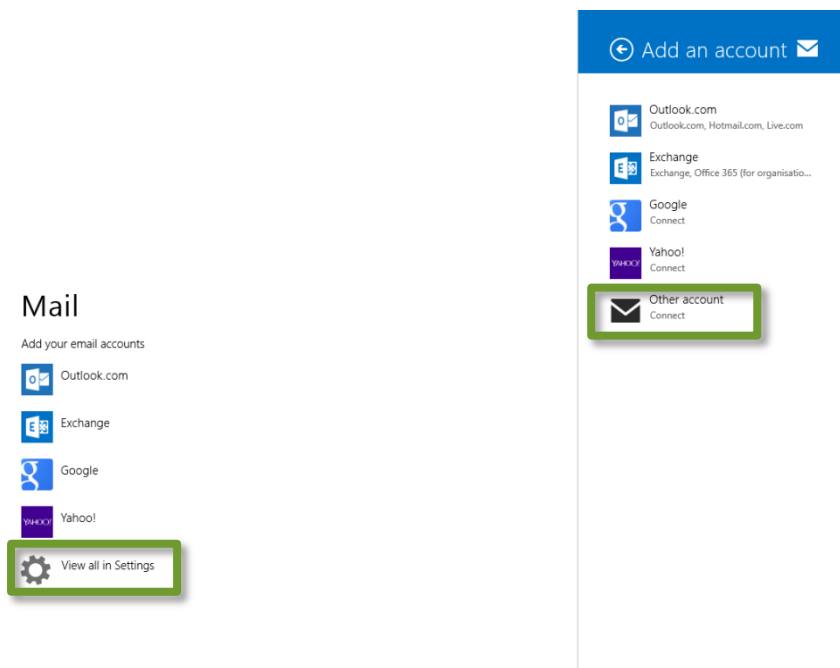 Mail
Add your email accounts
Outlook.com
Exchange
Google
YAHOO!
Yahoo!
View all in Settings
Add an account
Outlook.com
Outlook.com, Hotmail.com, Live.com
Exchange
Exchange, Office 365 (for organisatio...
Google
Connect
YAHOO!
Yahoo!
Connect
Other account
Connect